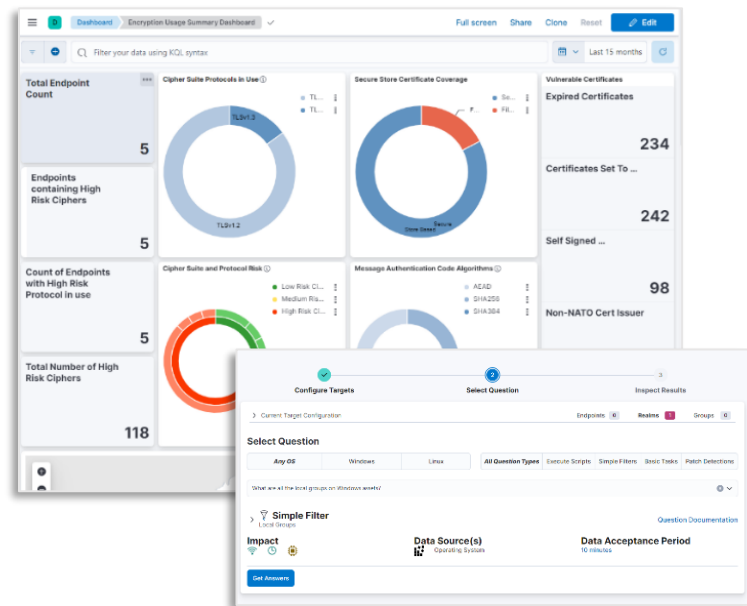 D Dashboard Encryption Usage Summary Dashboard
Full screen Share Clone Reset Edit
Filter your data using KQL syntax
Last 15 months
Total Endpoint
Count
5
Endpoints
containing High
Risk Ciphers
5
Count of Endpoints
with High Risk
Protocol in use
5
Total Number of High
Risk Ciphers
118
Cipher Suite Protocols in Use
TL...
TL...
TLSv1.3
TLSv1.2
Secure Store Certificate Coverage
Se...
Fil...
F...
Secure
Store Based
Vulnerable Certificates
Expired Certificates
234
Certificates Set To ...
242
Self Signed ...
98
Non-NATO Cert Issuer
Cipher Suite and Protocol Risk
Low Risk Ci...
Medium Ris...
High Risk Ci...
Message Authentication Code Algorithms
AEAD
SHA256
SHA384
2 3
Configure Targets Select Question Inspect Results
Current Target Configuration
Endpoints 0 Realms 1 Groups 0
Select Question
Any OS Windows Linux
All Question Types Execute Scripts Simple Filters Basic Tasks Patch Detections
What are all the local groups on Windows assets?
Simple Filter
Local Groups
Question Documentation
Impact
Data Source(s)
Operating System
Data Acceptance Period
10 minutes
Get Answers